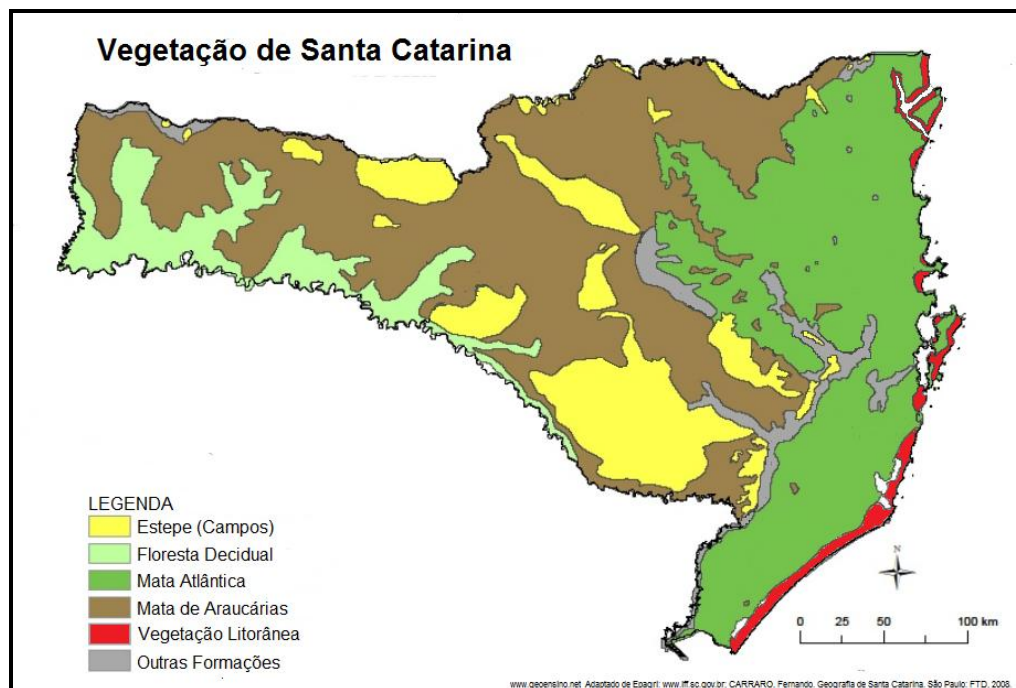 Vegetação de Santa Catarina
LEGENDA
Estepe (Campos)
Floresta Decidual
Mata Atlântica
Mata de Araucárias
Vegetação Litorânea
Outras Formações
N
0 25 50 100 km
www.geoensino.net Adaptado de Epagri: www.iff.sc.gov.br; CARRARO, Fernando. Geografia de Santa Catarina. São Paulo: FTD, 2008.